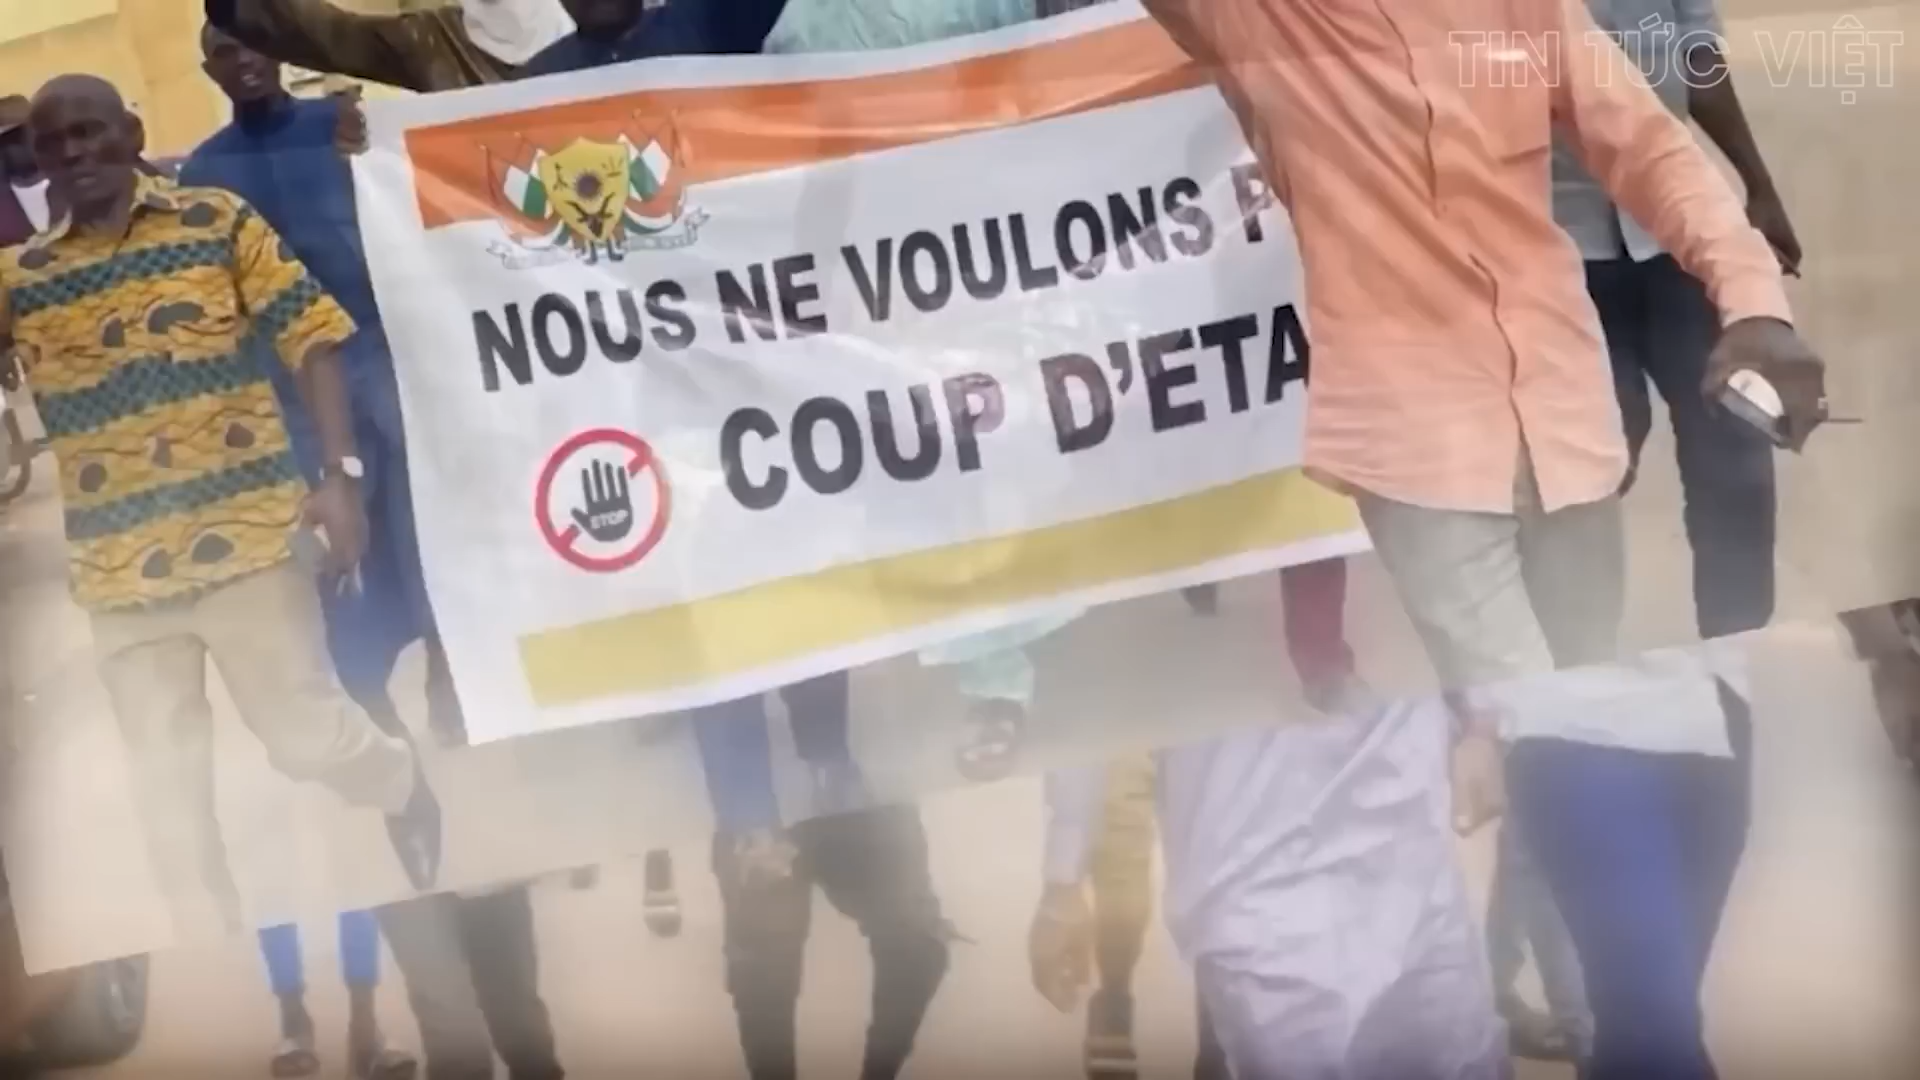 TIN TỨC VIỆT
NOUS NE VOULONS P
COUP D'ETA
STOP